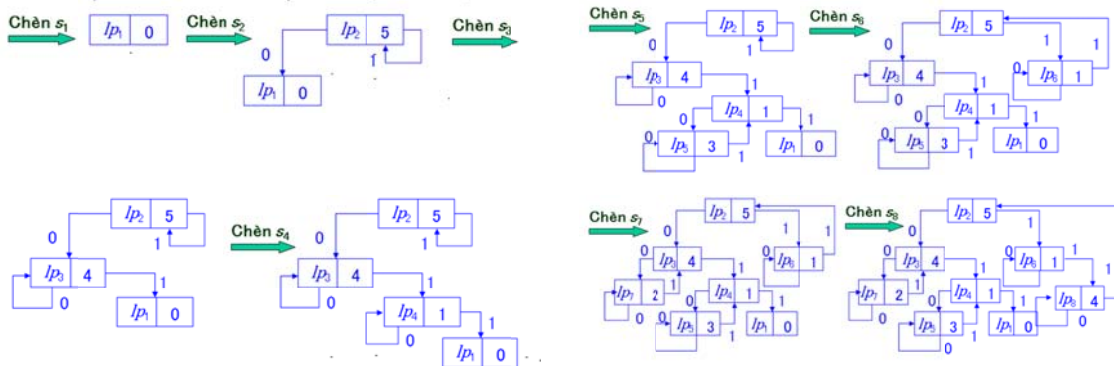 Chèn s₁
lp₁ 0
Chèn s₂
lp₂ 5
0 1
lp₁ 0
Chèn s₃
lp₂ 5
0 1
lp₃ 4
0 1
lp₁ 0
Chèn s₄
lp₂ 5
0 1
lp₃ 4
0 1
lp₄ 1
0 1
lp₁ 0
Chèn s₅
lp₂ 5
0 1
lp₃ 4
0 1
lp₄ 1
0 1
0
lp₅ 3
lp₁ 0
1
Chèn s₆
lp₂ 5
0 1 1
lp₃ 4
0 lp₆ 1
0 1
lp₄ 1
0 1
0
lp₅ 3
lp₁ 0
1
Chèn s₇
lp₂ 5
0 1 1
lp₃ 4
0 lp₆ 1
1
lp₇ 2
1
lp₄ 1
0 0 1
0
lp₅ 3
lp₁ 0
0 1
Chèn s₈
lp₂ 5
0 1
lp₃ 4
0 lp₆ 1
1 1
lp₇ 2
1
lp₄ 1
lp₈ 4
0 0 1
lp₅ 3
lp₁ 0
0
0 1